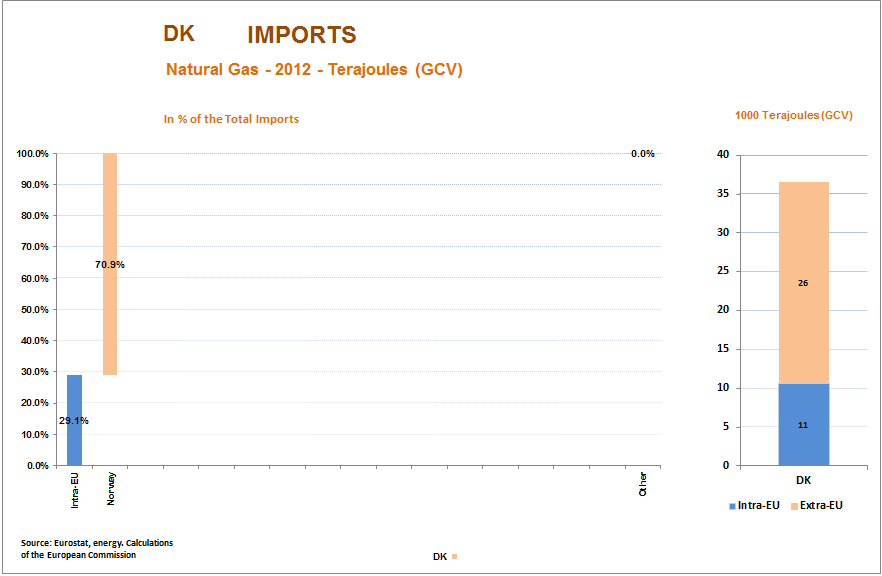 DK IMPORTS
Natural Gas - 2012 - Terajoules (GCV)
In % of the Total Imports
100.0%
90.0%
80.0%
70.0%
60.0%
50.0%
40.0%
30.0%
20.0%
10.0%
0.0%
29.1%
70.9%
0.0%
Intra-EU
Norway
Other
1000 Terajoules(GCV)
40
35
30
25
20
15
10
5
0
26
11
DK
Intra-EU Extra-EU
Source: Eurostat, energy. Calculations
of the European Commission
DK